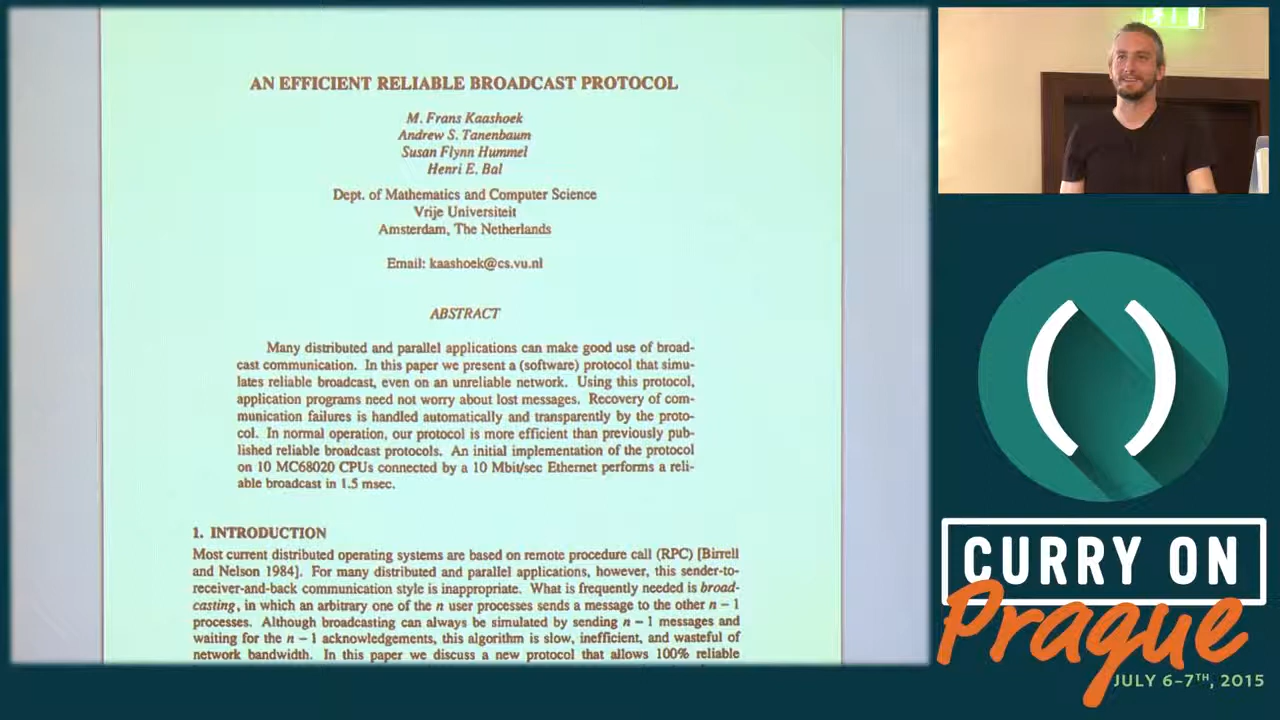 AN EFFICIENT RELIABLE BROADCAST PROTOCOL
M. Frans Kaashoek
Andrew S. Tanenbaum
Susan Flynn Hummel
Henri E. Bal
Dept. of Mathematics and Computer Science
Vrije Universiteit
Amsterdam, The Netherlands
Email: kaashoek@cs.vu.nl
ABSTRACT
Many distributed and parallel applications can make good use of broad-
cast communication. In this paper we present a (software) protocol that simu-
lates reliable broadcast, even on an unreliable network. Using this protocol,
application programs need not worry about lost messages. Recovery of com-
munication failures is handled automatically and transparently by the proto-
col. In normal operation, our protocol is more efficient than previously pub-
lished reliable broadcast protocols. An initial implementation of the protocol
on 10 MC68020 CPUs connected by a 10 Mbit/sec Ethernet performs a reli-
able broadcast in 1.5 msec.
1. INTRODUCTION
Most current distributed operating systems are based on remote procedure call (RPC) [Birrell
and Nelson 1984]. For many distributed and parallel applications, however, this sender-to-
receiver-and-back communication style is inappropriate. What is frequently needed is broad-
casting, in which an arbitrary one of the n user processes sends a message to the other n − 1
processes. Although broadcasting can always be simulated by sending n − 1 messages and
waiting for the n − 1 acknowledgements, this algorithm is slow, inefficient, and wasteful of
network bandwidth. In this paper we discuss a new protocol that allows 100% reliable
( )
CURRY ON
Prague
JULY 6–7TH, 2015